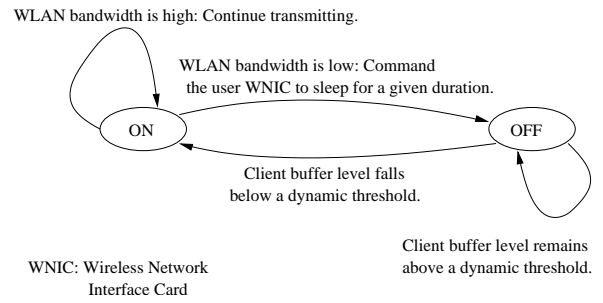 WLAN bandwidth is high: Continue transmitting.
WLAN bandwidth is low: Command
the user WNIC to sleep for a given duration.
ON
OFF
Client buffer level falls
below a dynamic threshold.
Client buffer level remains
above a dynamic threshold.
WNIC: Wireless Network
Interface Card